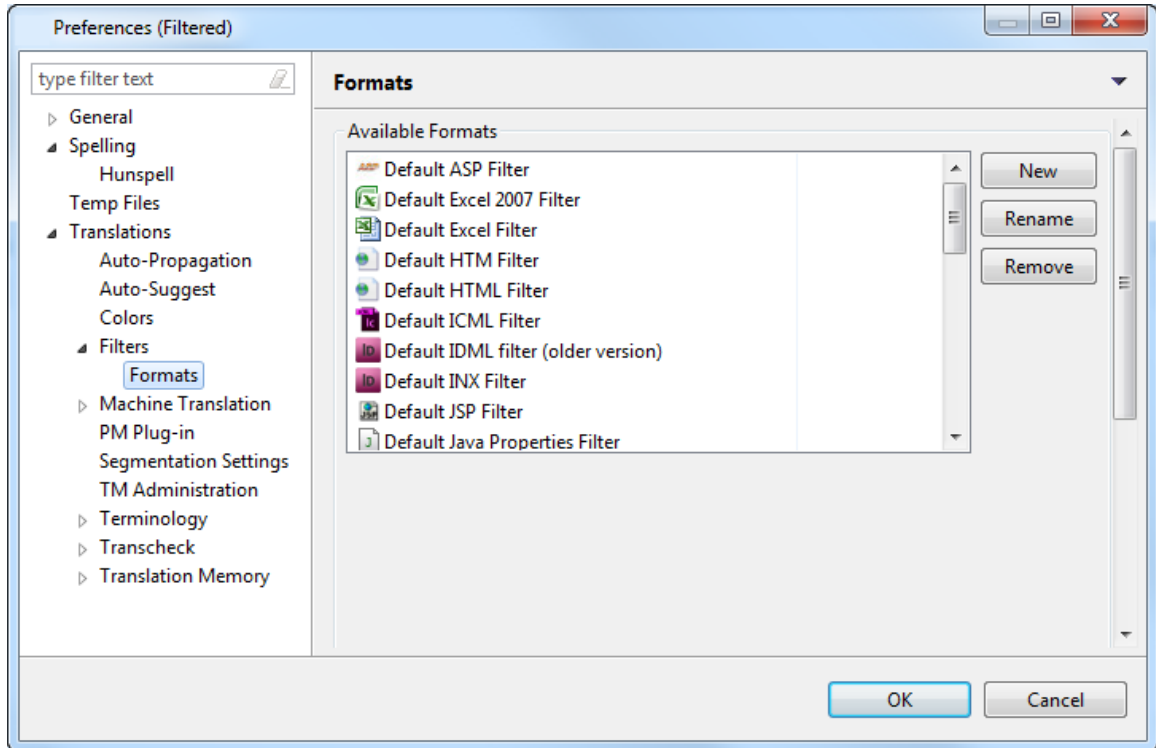 Preferences (Filtered)
type filter text
General
Spelling
Hunspell
Temp Files
Translations
Auto-Propagation
Auto-Suggest
Colors
Filters
Formats
Machine Translation
PM Plug-in
Segmentation Settings
TM Administration
Terminology
Transcheck
Translation Memory
Formats
Available Formats
Default ASP Filter
Default Excel 2007 Filter
Default Excel Filter
Default HTM Filter
Default HTML Filter
Default ICML Filter
Default IDML filter (older version)
Default INX Filter
Default JSP Filter
Default Java Properties Filter
New
Rename
Remove
OK
Cancel